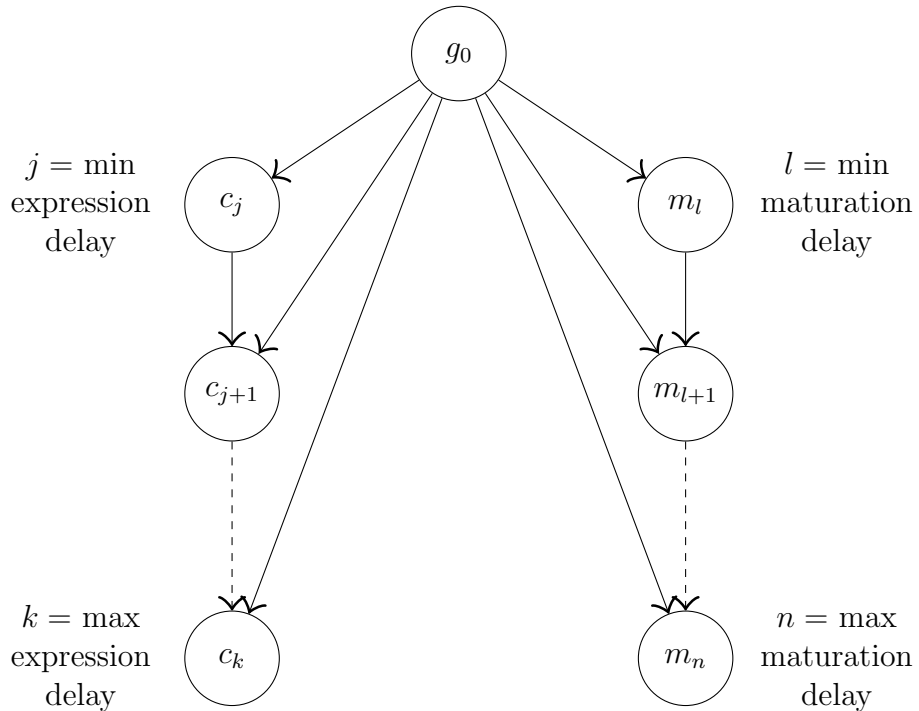 g_0
j = min
expression
delay
c_j
m_l
l = min
maturation
delay
c_{j+1}
m_{l+1}
k = max
expression
delay
c_k
m_n
n = max
maturation
delay